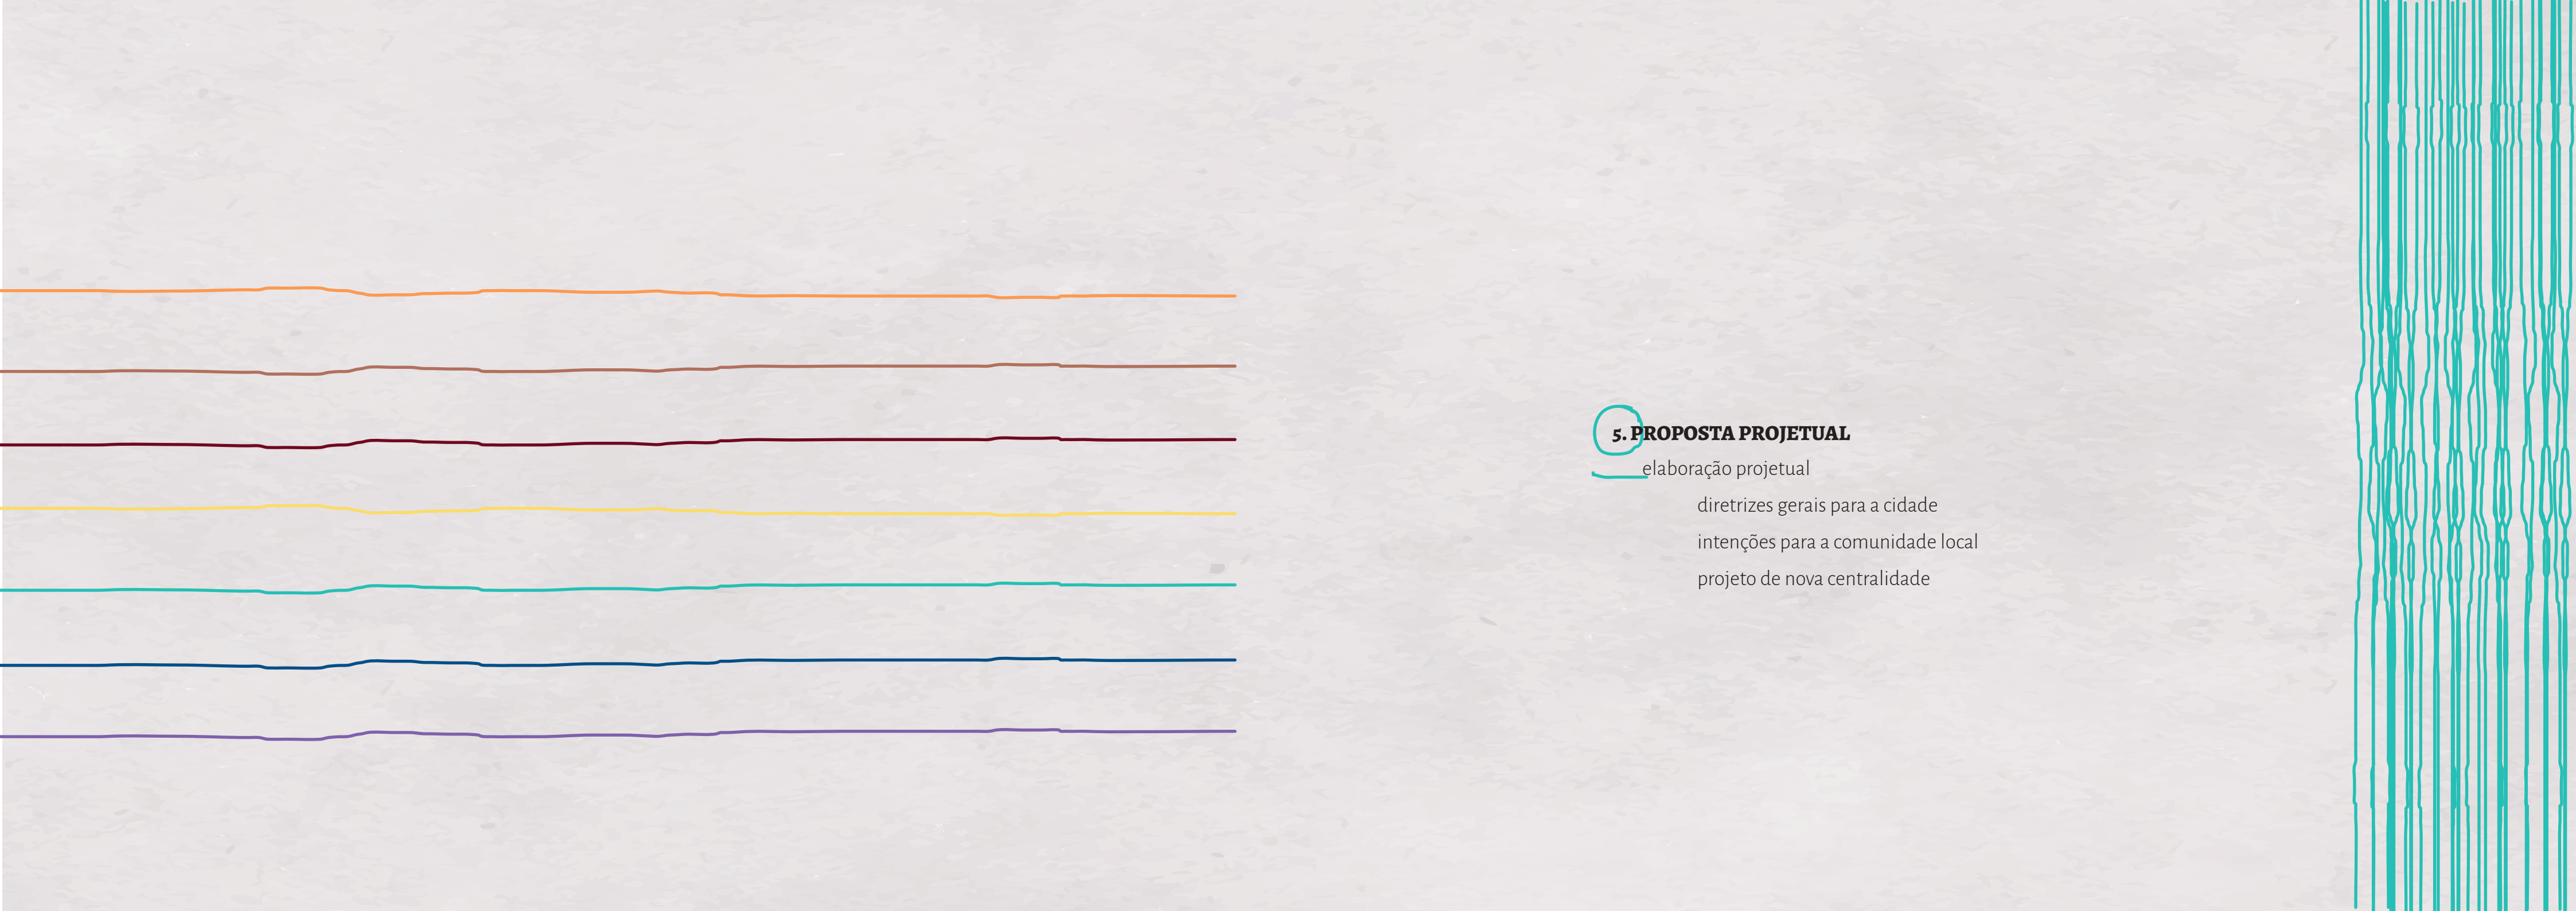 5. PROPOSTA PROJETUAL
elaboração projetual
diretrizes gerais para a cidade
intenções para a comunidade local
projeto de nova centralidade